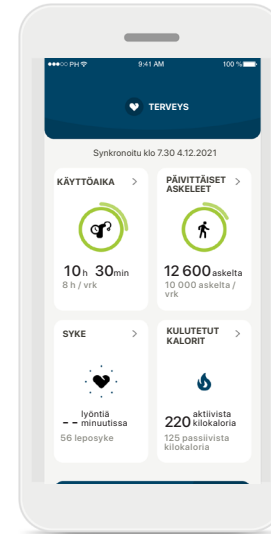 ●●●○○ PH 9:41 AM 100 %
TERVEYS
Synkronoitu klo 7.30 4.12.2021
KÄYTTÖAIKA >
PÄIVITTÄISET >
ASKELEET
10 h 30 min
8 h / vrk
12 600 askelta
10 000 askelta /
vrk
SYKE >
KULUTETUT >
KALORIT
lyöntiä
– – minuutissa
56 leposyke
aktiivista
220 kilokaloria
125 passiivista
kilokaloria